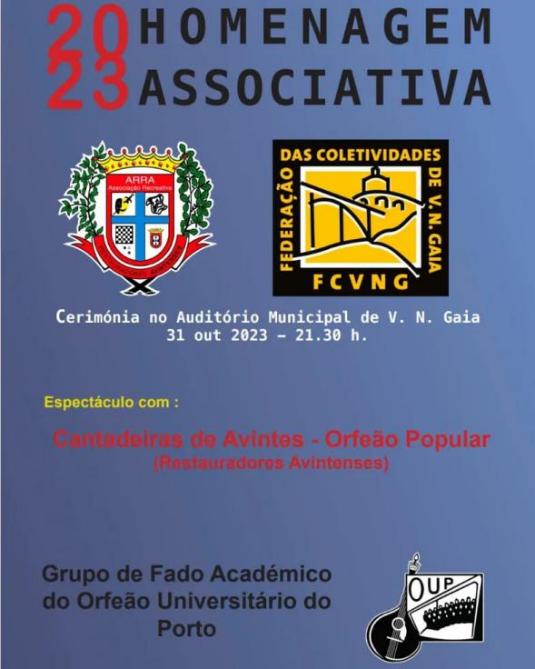 2023 HOMENAGEM
ASSOCIATIVA
ARRA
Associação Recreativa
FEDERAÇÃO DAS COLETIVIDADES DE V.N. GAIA
FCVNG
Cerimónia no Auditório Municipal de V. N. Gaia
31 out 2023 – 21.30 h.
Espectáculo com :
Cantadeiras de Avintes - Orfeão Popular
(Restauradores Avintenses)
Grupo de Fado Académico
do Orfeão Universitário do
Porto
OUP